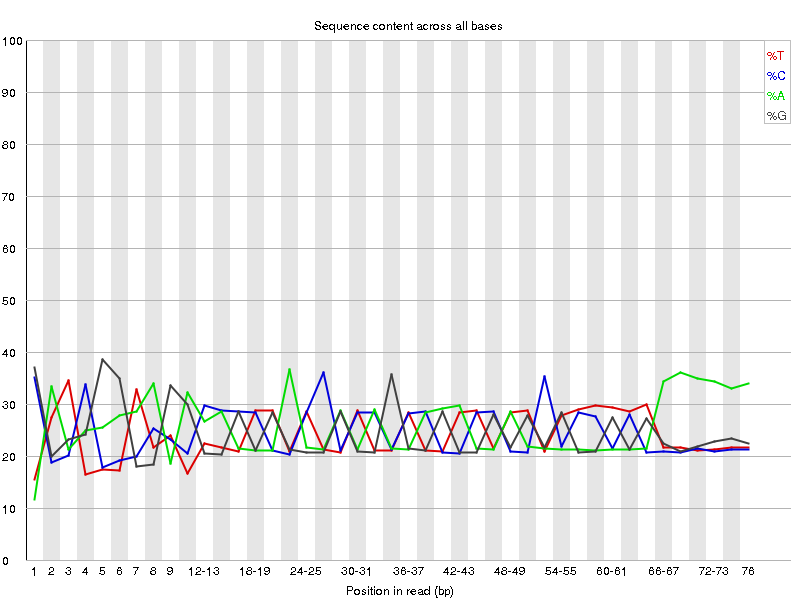 Sequence content across all bases
100
90
80
70
60
50
40
30
20
10
0
%T
%C
%A
%G
1 2 3 4 5 6 7 8 9 12-13 18-19 24-25 30-31 36-37 42-43 48-49 54-55 60-61 66-67 72-73 76
Position in read (bp)